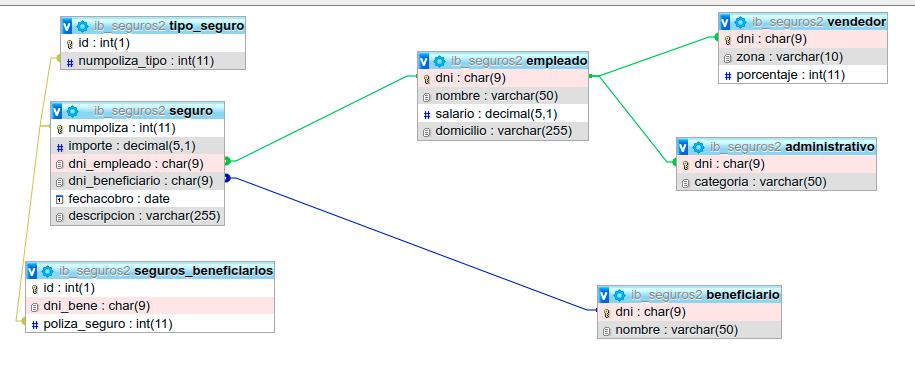 v ib_seguros2 tipo_seguro
id : int(1)
# numpoliza_tipo : int(11)
v ib_seguros2 seguro
numpoliza : int(11)
# importe : decimal(5,1)
dni_empleado : char(9)
dni_beneficiario : char(9)
fechacobro : date
descripcion : varchar(255)
v ib_seguros2 seguros_beneficiarios
id : int(1)
dni_bene : char(9)
# poliza_seguro : int(11)
v ib_seguros2 empleado
dni : char(9)
nombre : varchar(50)
# salario : decimal(5,1)
domicilio : varchar(255)
v ib_seguros2 vendedor
dni : char(9)
zona : varchar(10)
# porcentaje : int(11)
v ib_seguros2 administrativo
dni : char(9)
categoria : varchar(50)
v ib_seguros2 beneficiario
dni : char(9)
nombre : varchar(50)